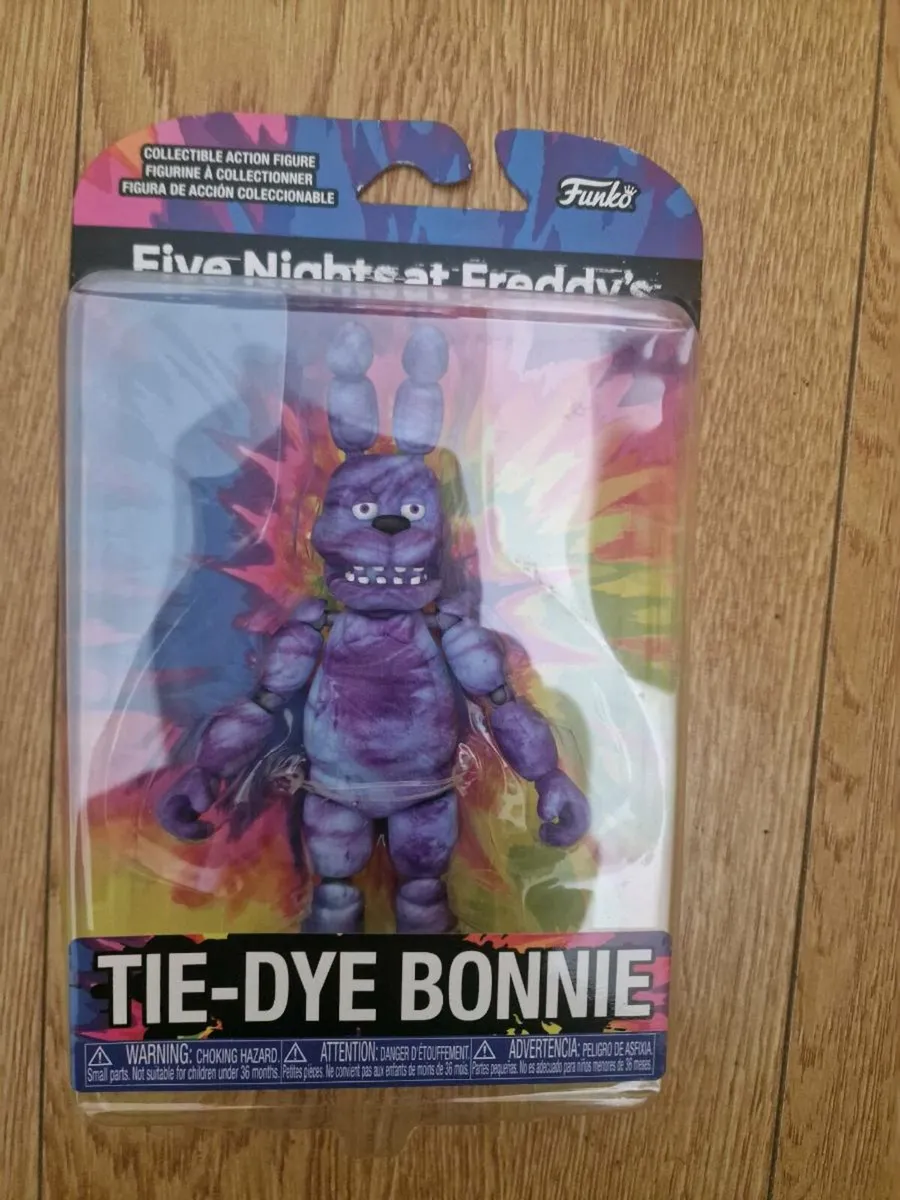 COLLECTIBLE ACTION FIGURE
FIGURINE À COLLECTIONNER
FIGURA DE ACCIÓN COLECCIONABLE
Funko
Five Nights at Freddy's™
TIE-DYE BONNIE
WARNING: CHOKING HAZARD.
Small parts. Not suitable for children under 36 months.
ATTENTION: DANGER D'ÉTOUFFEMENT.
Petites pièces. Ne convient pas aux enfants de moins de 36 mois.
ADVERTENCIA: PELIGRO DE ASFIXIA.
Partes pequeñas. No es adecuado para niños menores de 36 meses.